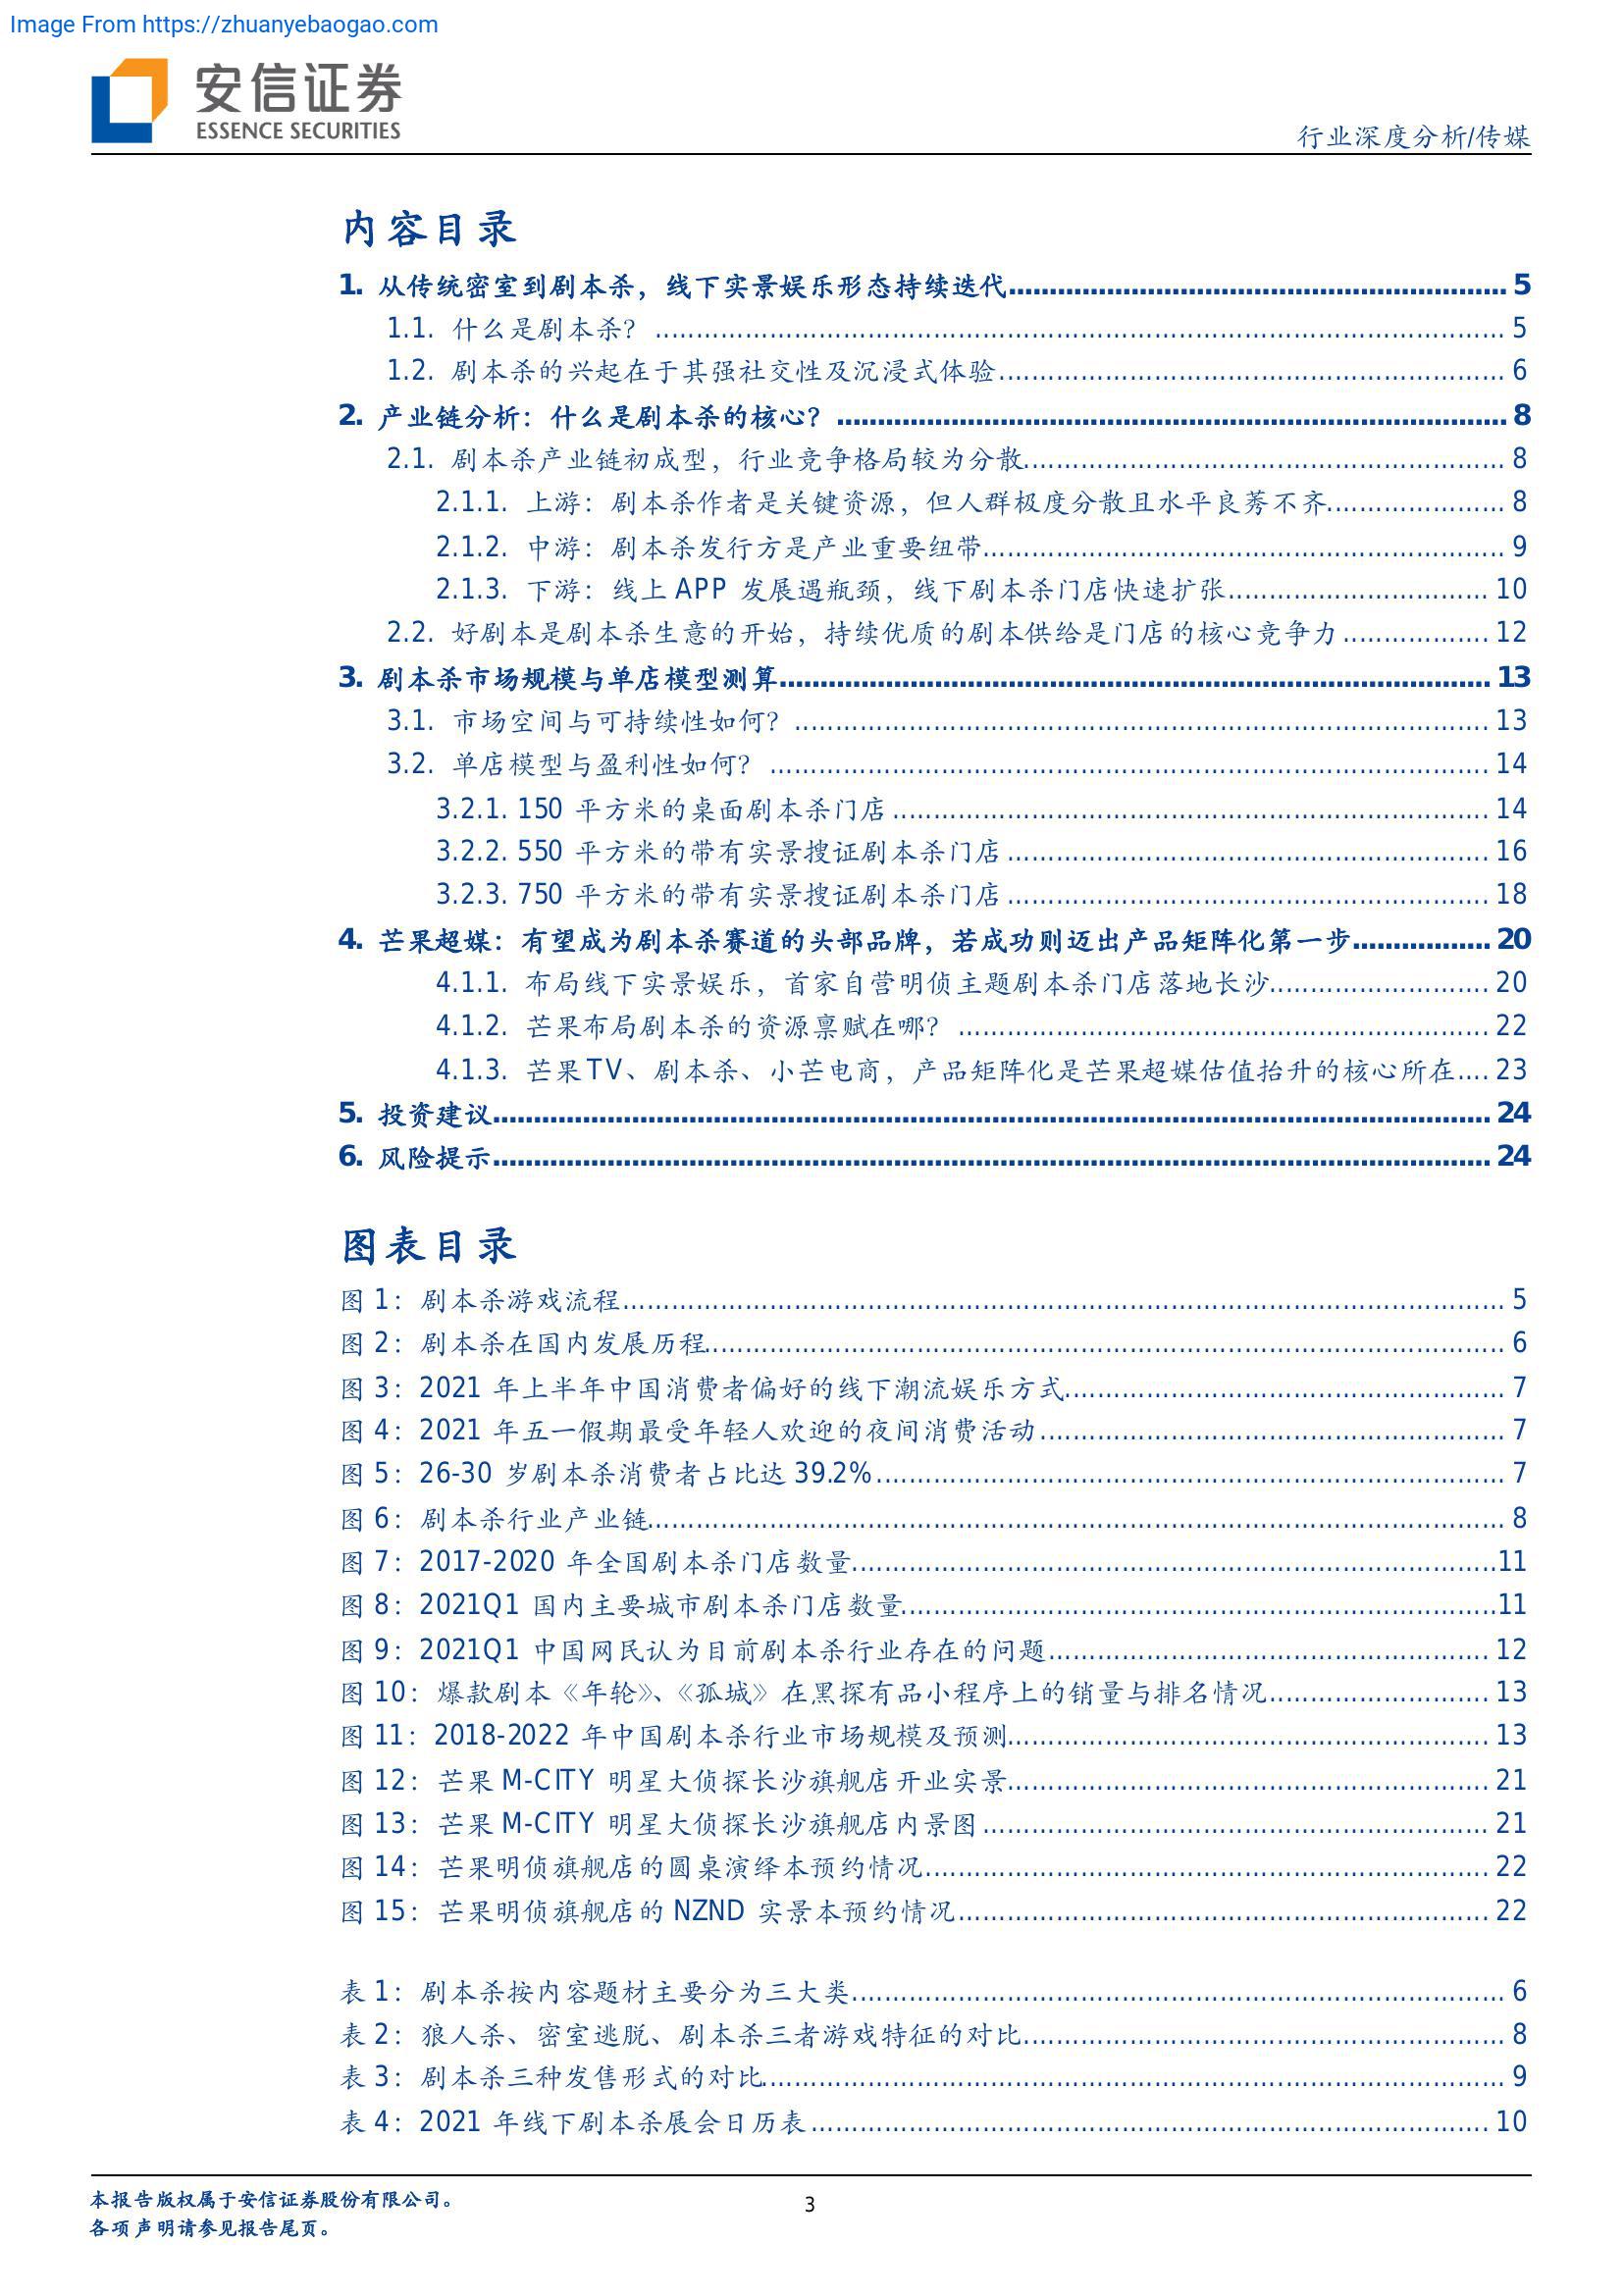 Image From https://zhuanyebaogao.com
安信证券
ESSENCE SECURITIES
行业深度分析/传媒
内容目录
1. 从传统密室到剧本杀，线下实景娱乐形态持续迭代 5
1.1. 什么是剧本杀？ 5
1.2. 剧本杀的兴起在于其强社交性及沉浸式体验 6
2. 产业链分析：什么是剧本杀的核心？ 8
2.1. 剧本杀产业链初成型，行业竞争格局较为分散 8
2.1.1. 上游：剧本杀作者是关键资源，但人群极度分散且水平良莠不齐 8
2.1.2. 中游：剧本杀发行方是产业重要纽带 9
2.1.3. 下游：线上 APP 发展遇瓶颈，线下剧本杀门店快速扩张 10
2.2. 好剧本是剧本杀生意的开始，持续优质的剧本供给是门店的核心竞争力 12
3. 剧本杀市场规模与单店模型测算 13
3.1. 市场空间与可持续性如何？ 13
3.2. 单店模型与盈利性如何？ 14
3.2.1. 150 平方米的桌面剧本杀门店 14
3.2.2. 550 平方米的带有实景搜证剧本杀门店 16
3.2.3. 750 平方米的带有实景搜证剧本杀门店 18
4. 芒果超媒：有望成为剧本杀赛道的头部品牌，若成功则迈出产品矩阵化第一步 20
4.1.1. 布局线下实景娱乐，首家自营明侦主题剧本杀门店落地长沙 20
4.1.2. 芒果布局剧本杀的资源禀赋在哪？ 22
4.1.3. 芒果 TV、剧本杀、小芒电商，产品矩阵化是芒果超媒估值抬升的核心所在 23
5. 投资建议 24
6. 风险提示 24
图表目录
图 1：剧本杀游戏流程 5
图 2：剧本杀在国内发展历程 6
图 3：2021 年上半年中国消费者偏好的线下潮流娱乐方式 7
图 4：2021 年五一假期最受年轻人欢迎的夜间消费活动 7
图 5：26-30 岁剧本杀消费者占比达 39.2% 7
图 6：剧本杀行业产业链 8
图 7：2017-2020 年全国剧本杀门店数量 11
图 8：2021Q1 国内主要城市剧本杀门店数量 11
图 9：2021Q1 中国网民认为目前剧本杀行业存在的问题 12
图 10：爆款剧本《年轮》、《孤城》在黑探有品小程序上的销量与排名情况 13
图 11：2018-2022 年中国剧本杀行业市场规模及预测 13
图 12：芒果 M-CITY 明星大侦探长沙旗舰店开业实景 21
图 13：芒果 M-CITY 明星大侦探长沙旗舰店内景图 21
图 14：芒果明侦旗舰店的圆桌演绎本预约情况 22
图 15：芒果明侦旗舰店的 NZND 实景本预约情况 22
表 1：剧本杀按内容题材主要分为三大类 6
表 2：狼人杀、密室逃脱、剧本杀三者游戏特征的对比 8
表 3：剧本杀三种发售形式的对比 9
表 4：2021 年线下剧本杀展会日历表 10
本报告版权属于安信证券股份有限公司。
各项声明请参见报告尾页。
3